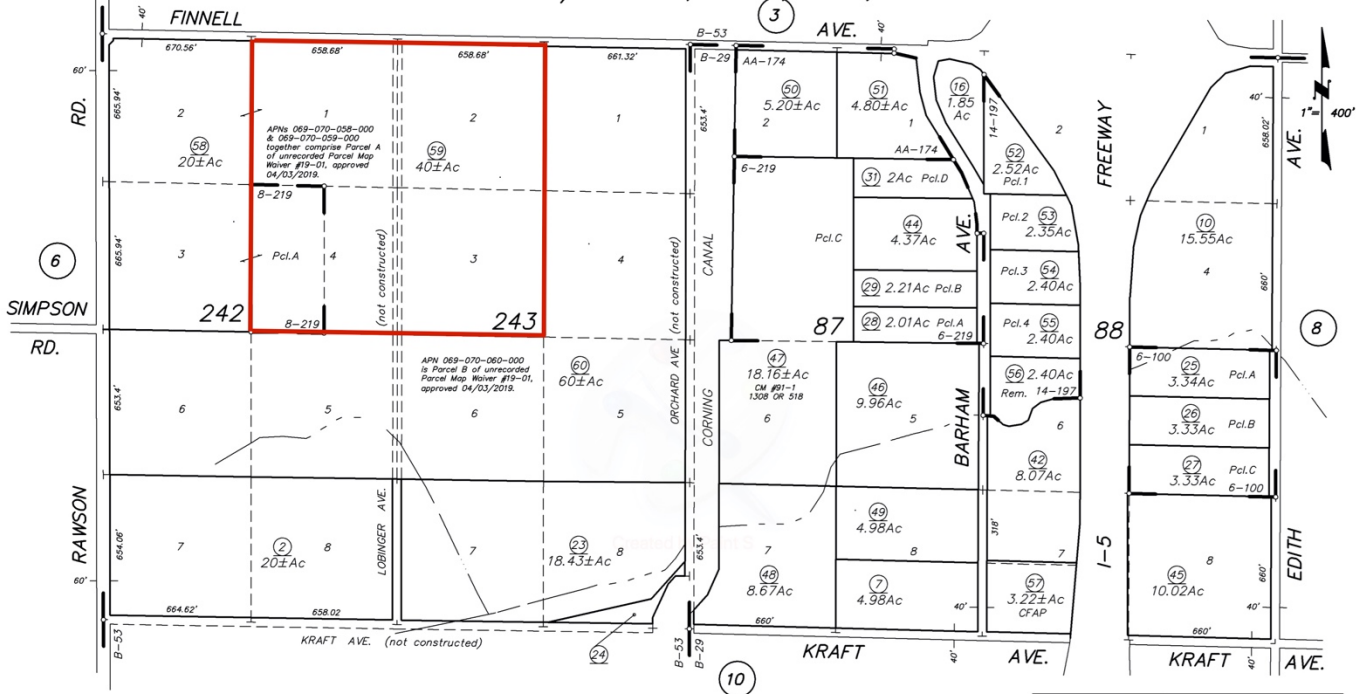 FINNELL
40'
3
AVE.
B-53
B-29
AA-174
40'
670.56'
658.68'
658.68'
661.32'
60'
RD.
665.94'
2
1
2
1
58
20±Ac
APNs 069-070-058-000
& 069-070-059-000
together comprise Parcel A
of unrecorded Parcel Map
Waiver #19-01, approved
04/03/2019.
59
40±Ac
8-219
665.94'
3
Pcl.A
4
3
4
(not constructed)
8-219
242
243
6
SIMPSON
RD.
653.4'
50
5.20±Ac
2
51
4.80±Ac
1
AA-174
6-219
31 2Ac Pcl.D
44
4.37Ac
Pcl.C
29 2.21Ac Pcl.B
28 2.01Ac Pcl.A
6-219
87
AVE.
16
1.85
Ac
14-197
2
52
2.52Ac
Pcl.1
Pcl.2 53
2.35Ac
Pcl.3 54
2.40Ac
Pcl.4 55
2.40Ac
56 2.40Ac
Rem. 14-197
FREEWAY
88
40'
1
658.02'
AVE.
1"= 400'
N
10
15.55Ac
4
660'
8
6-100
25
3.34Ac
Pcl.A
26
3.33Ac
Pcl.B
27
3.33Ac
Pcl.C
6-100
APN 069-070-060-000
is Parcel B of unrecorded
Parcel Map Waiver #19-01,
approved 04/03/2019.
60
60±Ac
653.4'
6
5
6
5
ORCHARD AVE (not constructed)
CORNING
CANAL
47
18.16±Ac
CM #91-1
1308 OR 518
6
46
9.96Ac
5
BARHAM
6
42
8.07Ac
RAWSON
654.06'
7
2
20±Ac
8
LOBINGER AVE.
7
23
18.43±Ac
8
653.4'
7
48
8.67Ac
49
4.98Ac
8
7
4.98Ac
318'
7
57
3.22±Ac
CFAP
I-5
8
45
10.02Ac
660'
EDITH
60'
664.62'
658.02
660'
40'
660'
40'
B-53
KRAFT AVE. (not constructed)
24
B-53
B-29
KRAFT
40'
AVE.
KRAFT
40'
AVE.
10